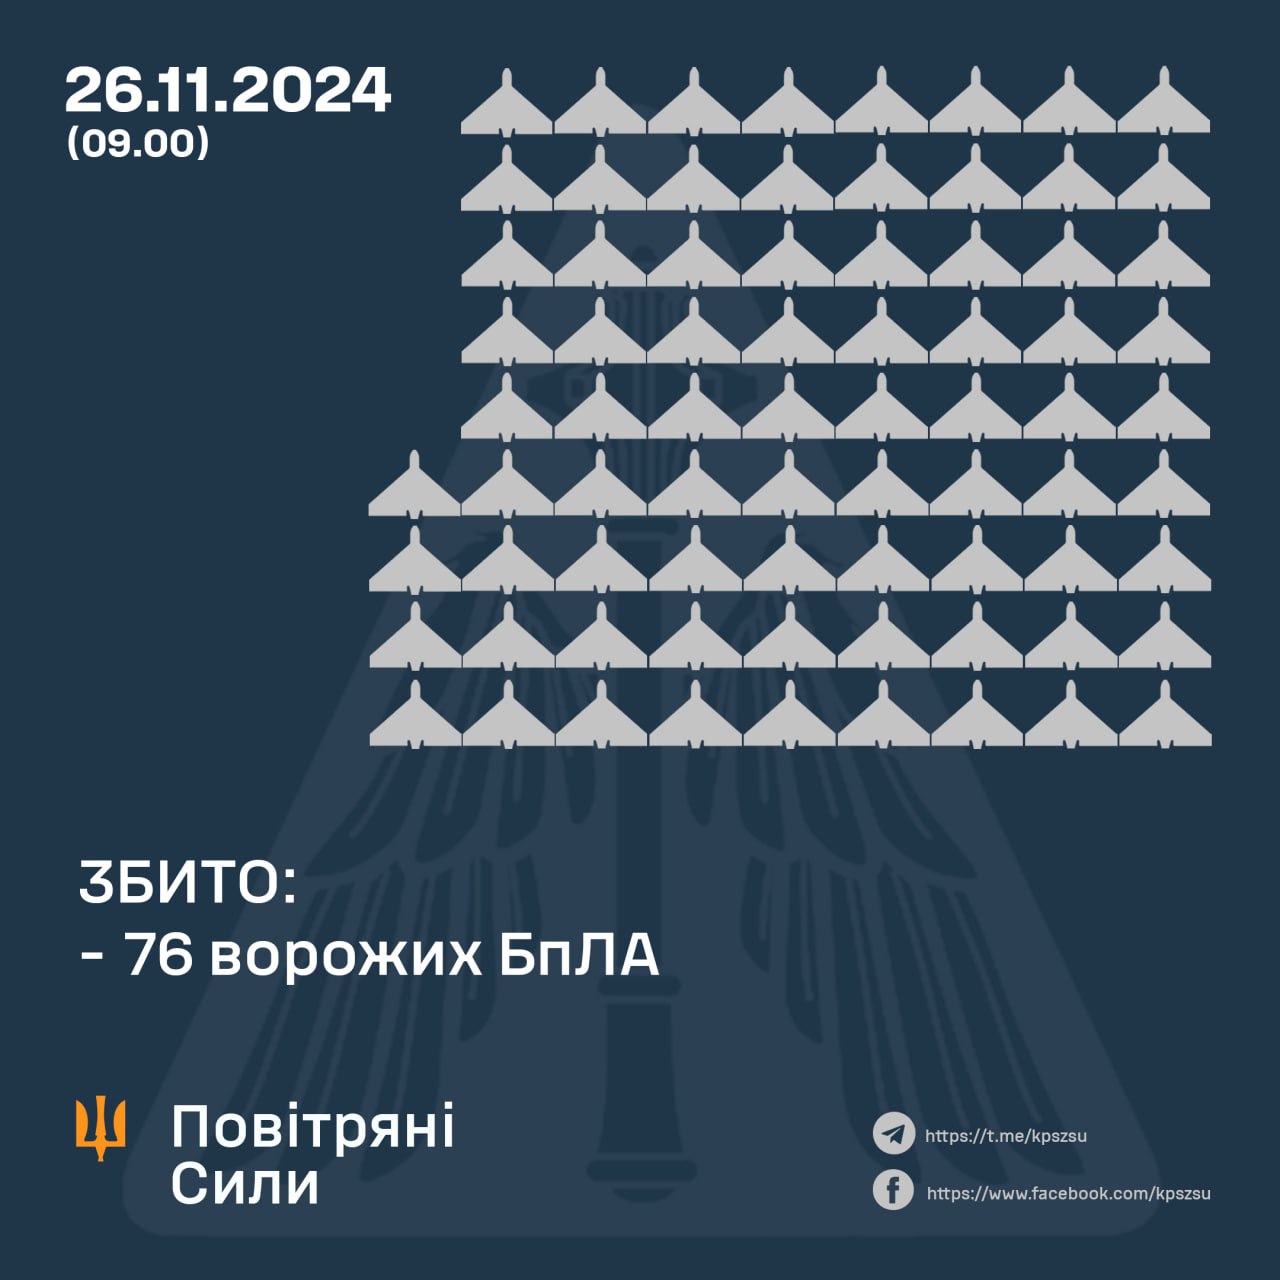 26.11.2024
(09.00)
ЗБИТО:
- 76 ворожих БпЛА
Повітряні
Сили
https://t.me/kpszsu
https://www.facebook.com/kpszsu